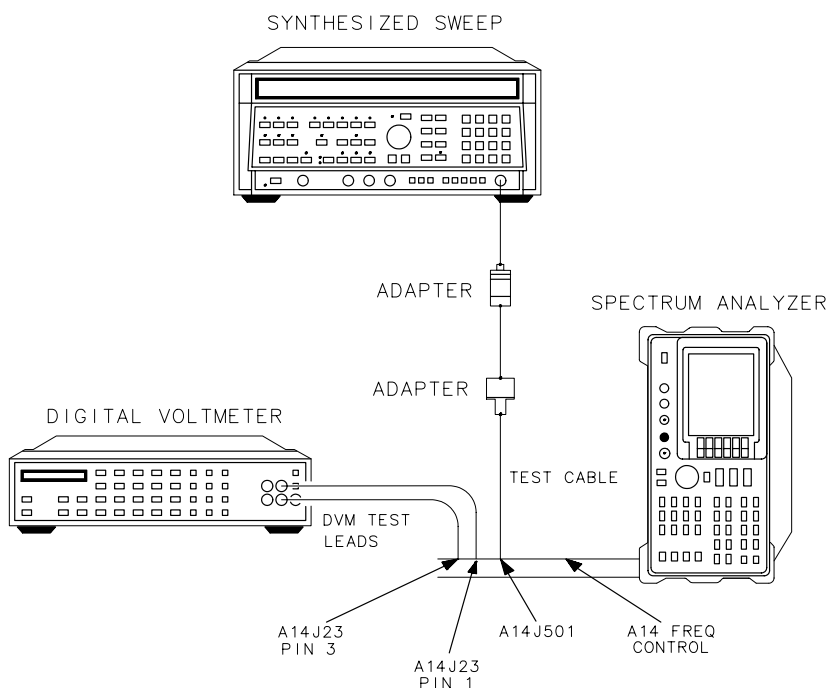 SYNTHESIZED SWEEP
ADAPTER
SPECTRUM ANALYZER
ADAPTER
DIGITAL VOLTMETER
TEST CABLE
DVM TEST
LEADS
A14J23
PIN 3
A14J23
PIN 1
A14J501
A14 FREQ
CONTROL